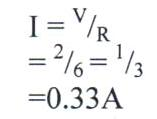 I = V/R
= 2/6 = 1/3
=0.33A